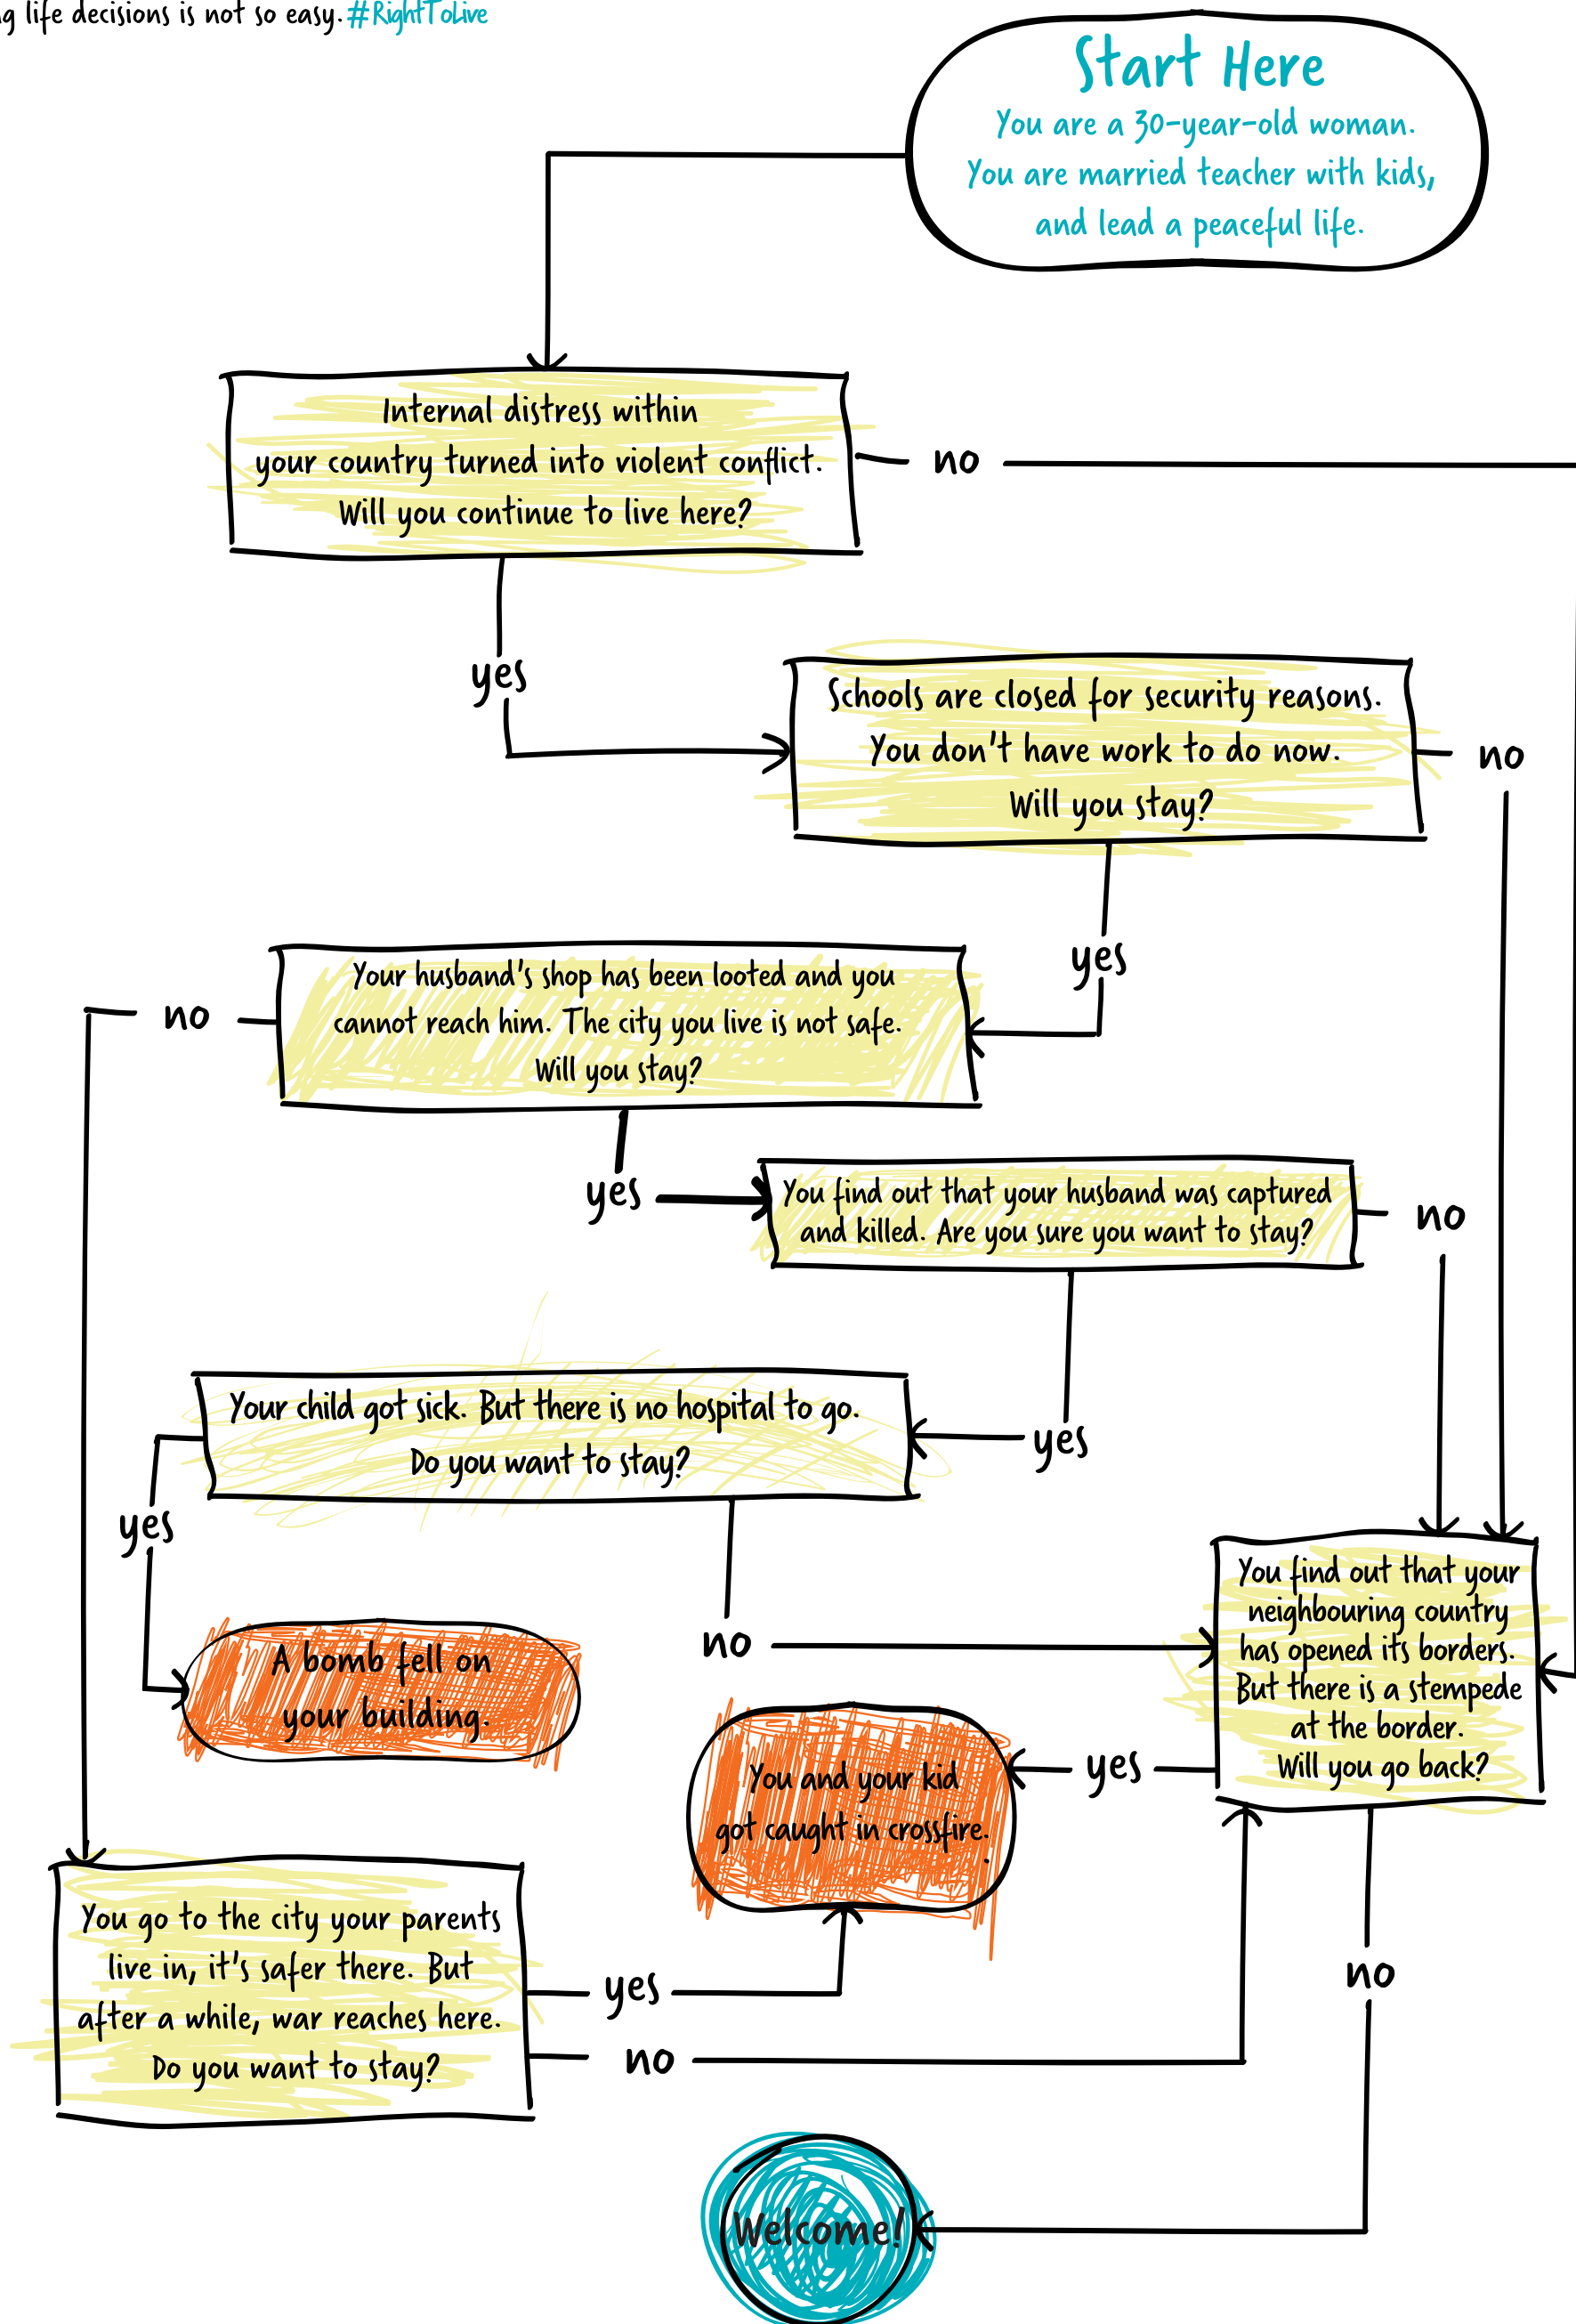 life decisions is not so easy. #RightToLive
Start Here
You are a 30-year-old woman.
You are married teacher with kids,
and lead a peaceful life.
Internal distress within
your country turned into violent conflict.
Will you continue to live here?
no
yes
Schools are closed for security reasons.
You don't have work to do now.
Will you stay?
no
yes
Your husband's shop has been looted and you
cannot reach him. The city you live is not safe.
Will you stay?
no
yes
You find out that your husband was captured
and killed. Are you sure you want to stay?
no
yes
Your child got sick. But there is no hospital to go.
Do you want to stay?
yes
no
A bomb fell on
your building.
You find out that your
neighbouring country
has opened its borders.
But there is a stempede
at the border.
Will you go back?
yes
no
You and your kid
got caught in crossfire.
You go to the city your parents
live in, it's safer there. But
after a while, war reaches here.
Do you want to stay?
yes
no
Welcome!